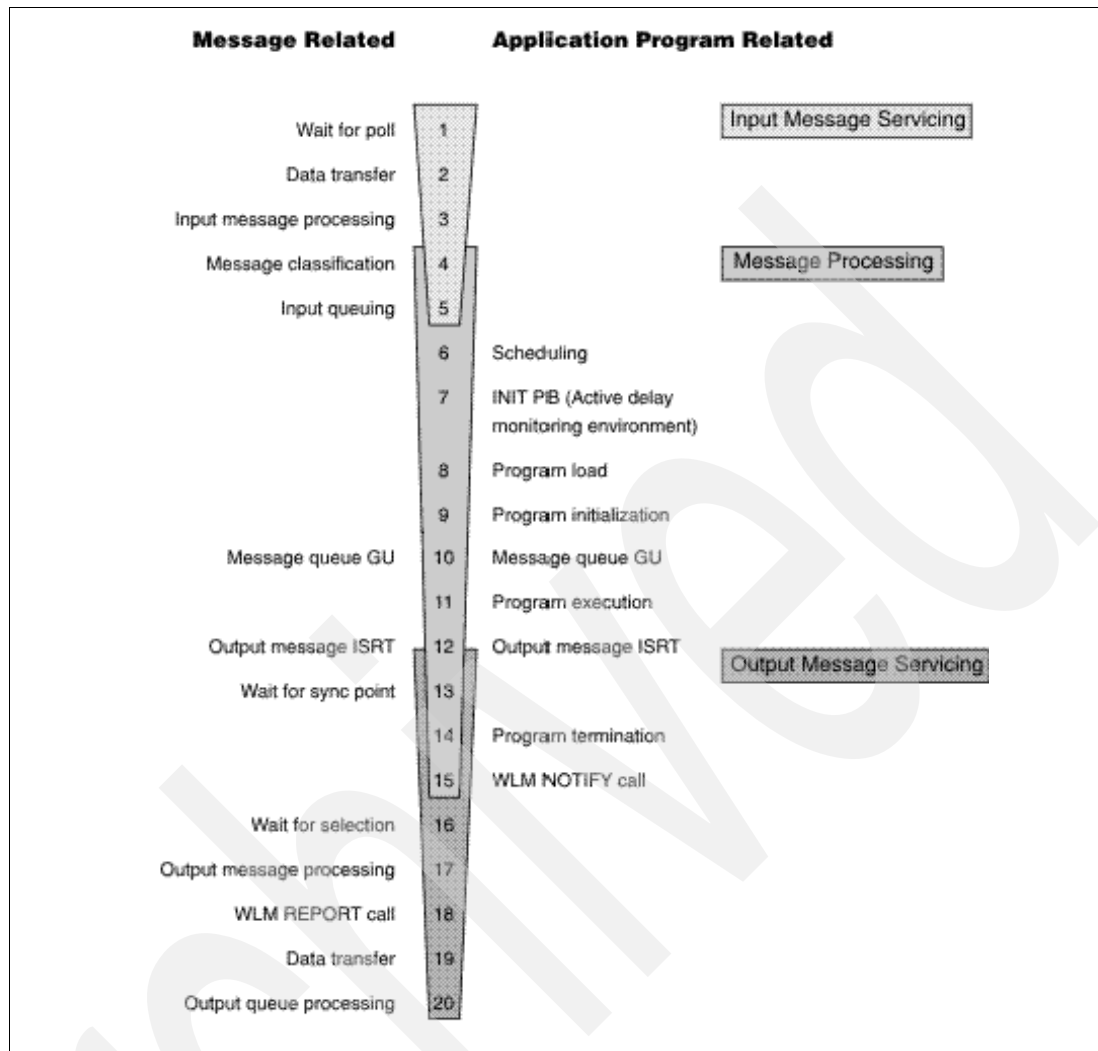 Message Related Application Program Related
Wait for poll 1 Input Message Servicing
Data transfer 2
Input message processing 3
Message classification 4 Message Processing
Input queuing 5
6 Scheduling
7 INIT PB (Active delay
monitoring environment)
8 Program load
9 Program initialization
Message queue GU 10 Message queue GU
11 Program execution
Output message ISRT 12 Output message ISRT Output Message Servicing
Wait for sync point 13
14 Program termination
15 WLM NOTIFY call
Wait for selection 16
Output message processing 17
WLM REPORT call 18
Data transfer 19
Output queue processing 20